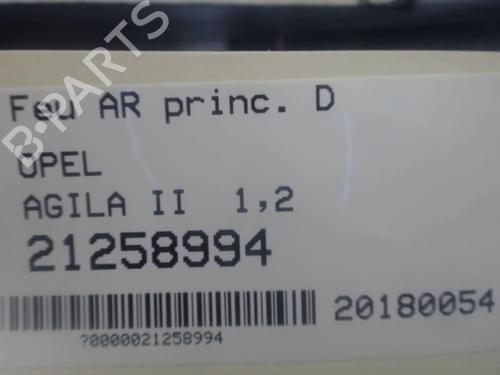 Feu AR princ. D
OPEL
AGILA II 1,2
21258994
20180054
?0000021258994
B-PARTS